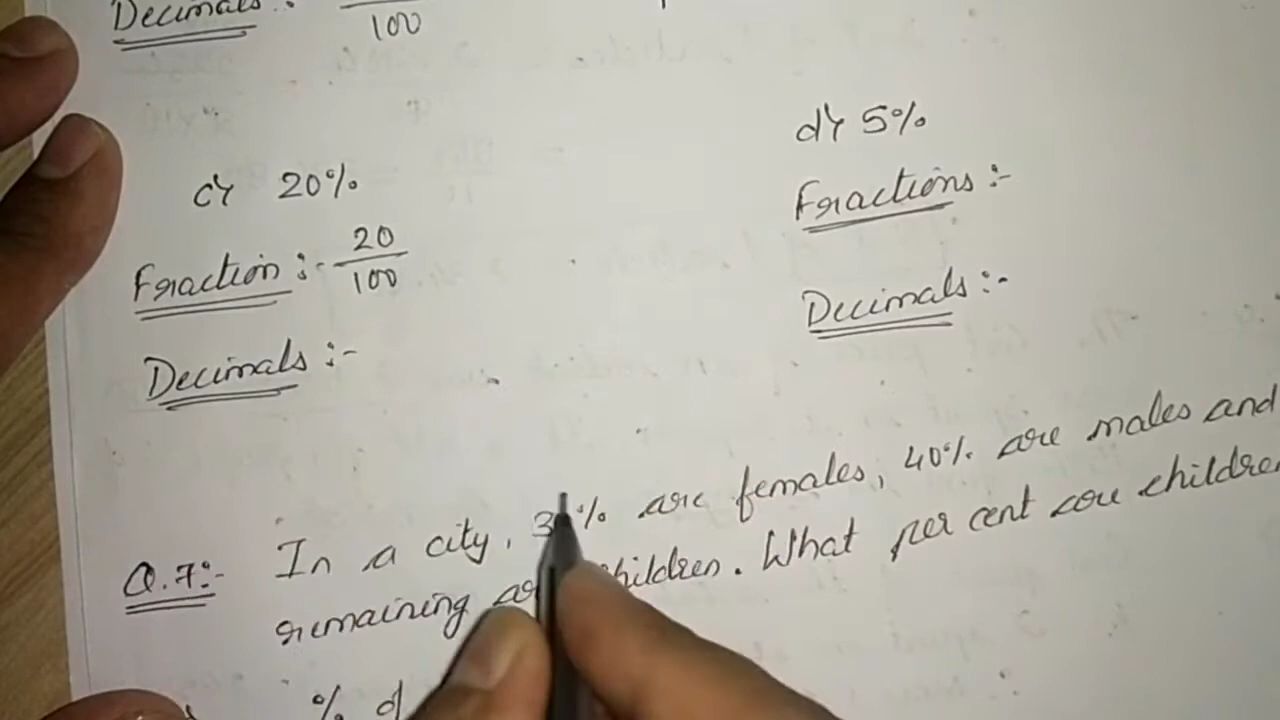 Decimals :
100
c) 20%
Fraction :- 20/100
Decimals :-
d) 5%
Fractions :-
Decimals :-
Q.7:- In a city, % are females, 40% are males and
remaining children. What per cent are children
% of